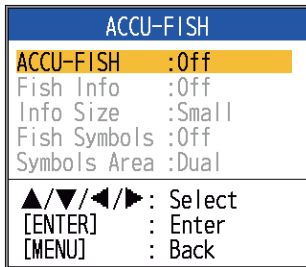 ACCU-FISH
ACCU-FISH :Off
Fish Info :Off
Info Size :Small
Fish Symbols :Off
Symbols Area :Dual
▲/▼/◀/▶: Select
[ENTER] : Enter
[MENU] : Back